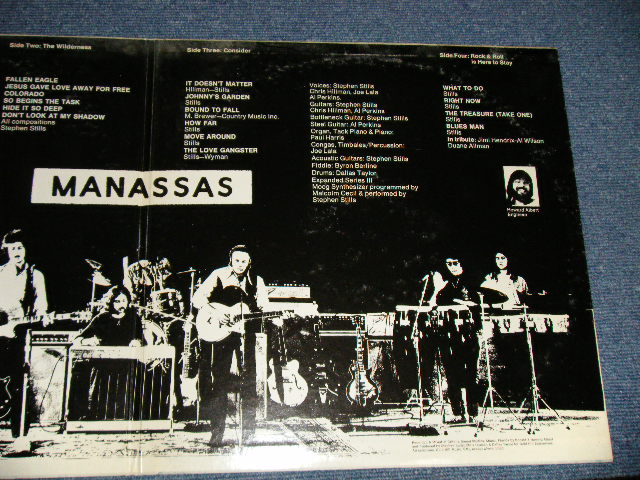 Side Two: The Wilderness
FALLEN EAGLE
JESUS GAVE LOVE AWAY FOR FREE
COLORADO
SO BEGINS THE TASK
HIDE IT SO DEEP
DON'T LOOK AT MY SHADOW
All compositions
Stephen Stills
Side Three: Consider
IT DOESN'T MATTER
Hillman—Stills
JOHNNY'S GARDEN
Stills
BOUND TO FALL
M. Brewer—Country Music Inc.
HOW FAR
Stills
MOVE AROUND
Stills
THE LOVE GANGSTER
Stills—Wyman
Voices: Stephen Stills
Chris Hillman, Joe Lala
Al Perkins.
Guitars: Stephen Stills
Chris Hillman, Al Perkins
Bottleneck Guitar: Stephen Stills
Steel Guitar: Al Perkins
Organ, Tack Piano & Piano:
Paul Harris
Congas, Timbales/Percussion:
Joe Lala
Acoustic Guitars: Stephen Stills
Fiddle: Byron Berline
Drums: Dallas Taylor
Expanded Series III
Moog Synthesizer programmed by
Malcolm Cecil & performed by
Stephen Stills
Side Four: Rock & Roll
is Here to Stay
WHAT TO DO
Stills
RIGHT NOW
Stills
THE TREASURE (TAKE ONE)
Stills
BLUES MAN
Stills
In tribute: Jimi Hendrix-Al Wilson
Duane Allman
Howard Albert
Engineer
MANASSAS